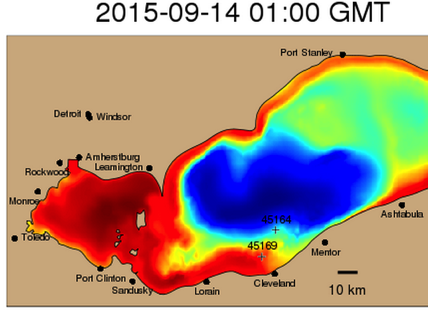 2015-09-14 01:00 GMT
Port Stanley
Detroit Windsor
Amherstburg
Rockwood
Leamington
Monroe
45164
Ashtabula
Toledo
45169
Mentor
Port Clinton
Cleveland
Sandusky
Lorain
10 km